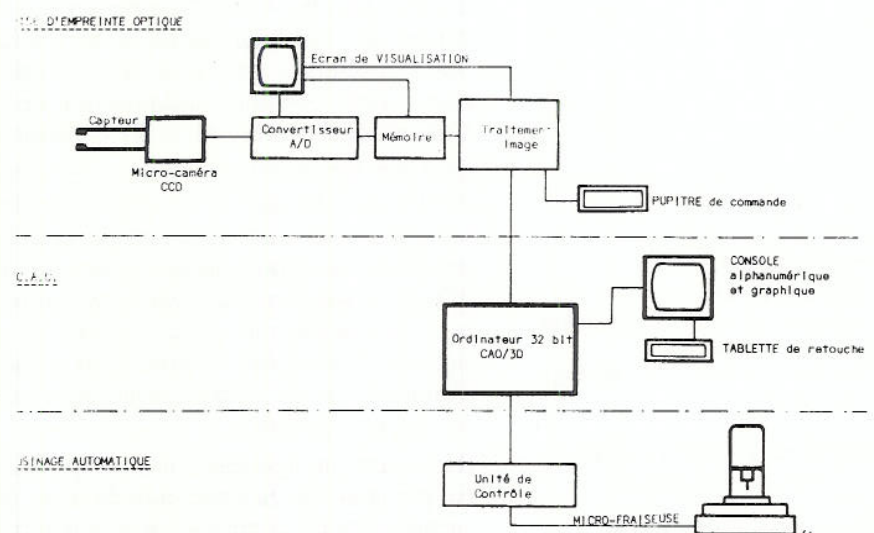 D'EMPREINTE OPTIQUE
Ecran de VISUALISATION
Capteur
Convertisseur
A/D
Mémoire
Traitement
Image
Micro-caméra
CCD
PUPITRE de commande
C.A.O.
CONSOLE
alphanumérique
et graphique
Ordinateur 32 bit
CAO/3D
TABLETTE de retouche
USINAGE AUTOMATIQUE
Unité de
Contrôle
MICRO-FRAISEUSE